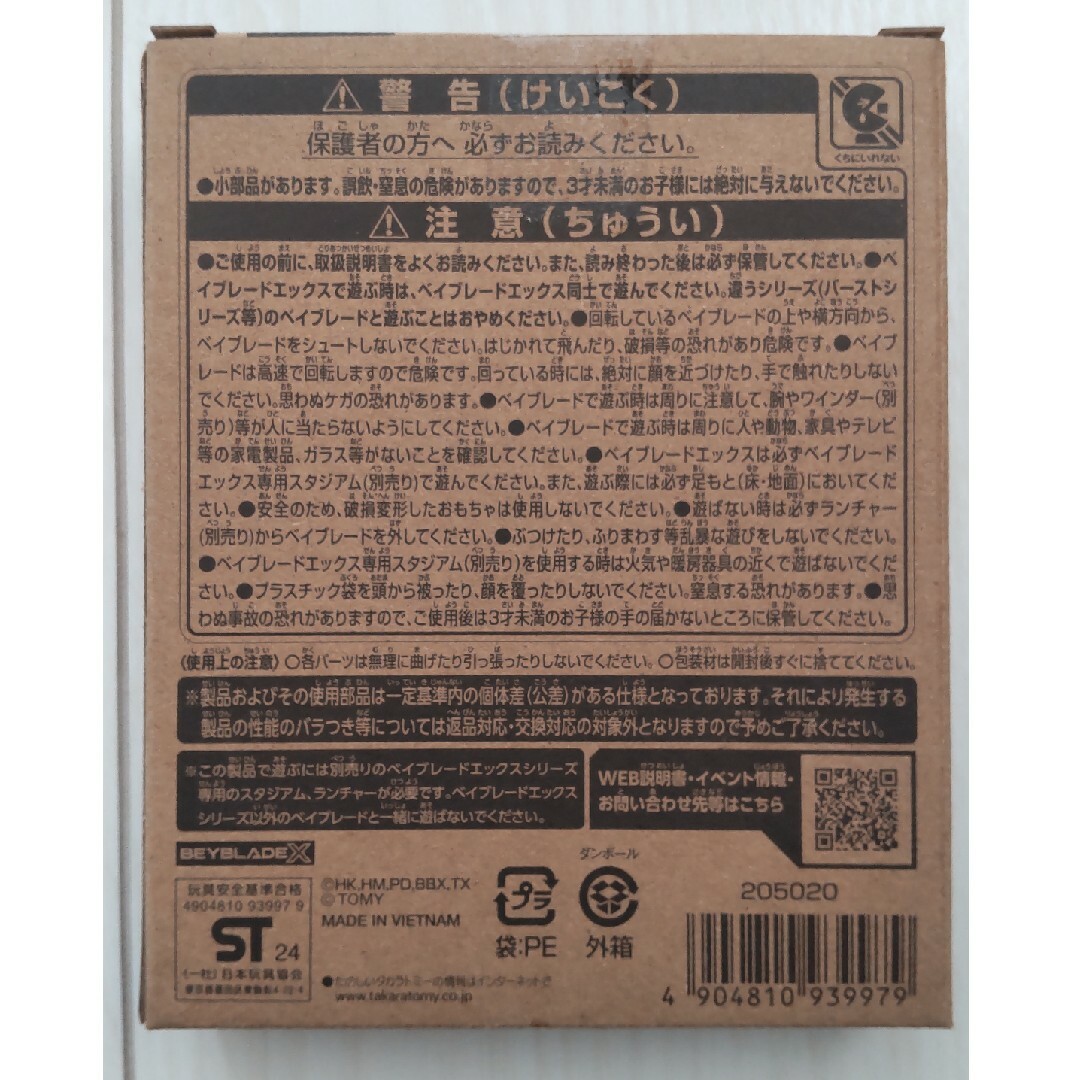 ⚠ 警告(けいこく)
保護者の方へ 必ずお読みください。
くちにいれない
●小部品があります。誤飲・窒息の危険がありますので、3才未満のお子様には絶対に与えないでください。
⚠ 注意(ちゅうい)
●ご使用の前に、取扱説明書をよくお読みください。また、読み終わった後は必ず保管してください。●ベ
イブレードエックスで遊ぶ時は、ベイブレードエックス同士で遊んでください。違うシリーズ(バーストシ
リーズ等)のベイブレードと遊ぶことはおやめください。●回転しているベイブレードの上や横方向から、
ベイブレードをシュートしないでください。はじかれて飛んだり、破損等の恐れがあり危険です。●ベイブ
レードは高速で回転しますので危険です。回っている時には、絶対に顔を近づけたり、手で触れたりしない
でください。思わぬケガの恐れがあります。●ベイブレードで遊ぶ時は周りに注意して、腕やワインダー(別
売り)等が人に当たらないようにしてください。●ベイブレードで遊ぶ時は周りに人や動物、家具やテレビ
等の家電製品、ガラス等がないことを確認してください。●ベイブレードエックスは必ずベイブレード
エックス専用スタジアム(別売り)で遊んでください。また、遊ぶ際には必ず足もと(床・地面)においてくだ
さい。●安全のため、破損変形したおもちゃは使用しないでください。●遊ばない時は必ずランチャー
(別売り)からベイブレードを外してください。●ぶつけたり、ふりまわす等乱暴な遊びをしないでください。
●ベイブレードエックス専用スタジアム(別売り)を使用する時は火気や暖房器具の近くで遊ばないでくだ
さい。●プラスチック袋を頭から被ったり、顔を覆ったりしないでください。窒息する恐れがあります。●思
わぬ事故の恐れがありますので、ご使用後は3才未満のお子様の手の届かないところに保管してください。
〈使用上の注意〉○各パーツは無理に曲げたり引っ張ったりしないでください。○包装材は開封後すぐに捨ててください。
※製品およびその使用部品は一定基準内の個体差(公差)がある仕様となっております。それにより発生する
製品の性能のバラつき等については返品対応・交換対応の対象外となりますので予めご了承ください。
※この製品で遊ぶには別売りのベイブレードエックスシリーズ
専用のスタジアム、ランチャーが必要です。ベイブレードエックス
シリーズ以外のベイブレードと一緒に遊ばないでください。
WEB説明書・イベント情報・
お問い合わせ先等はこちら
BEYBLADE X
玩具安全基準合格
4904810 93997 9
ST 24
(一社)日本玩具協会
©HK,HM,PD,BBX,TX
©TOMY
MADE IN VIETNAM
●たのしいタカラトミーの情報はインターネットで
www.takaratomy.co.jp
プラ
袋:PE
ダンボール
外箱
205020
4 904810 939979